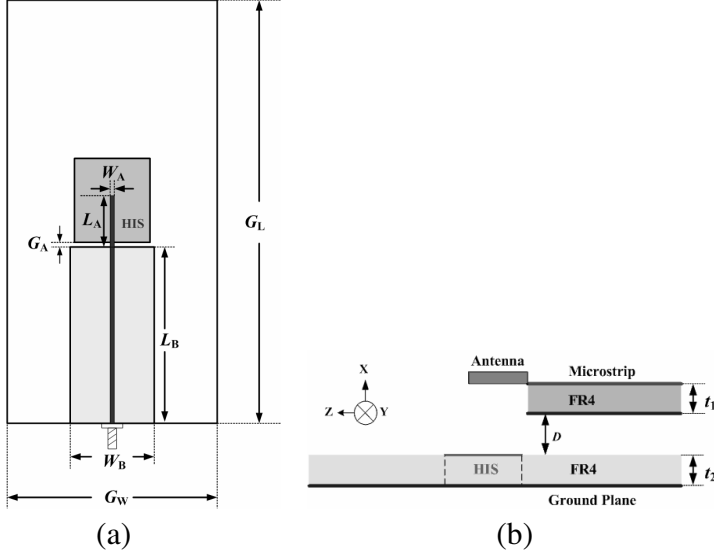 W_A
L_A
HIS
G_A
G_L
L_B
W_B
G_W
(a)
Antenna
X
Microstrip
Z
Y
FR4
t_1
D
HIS
FR4
t_2
Ground Plane
(b)